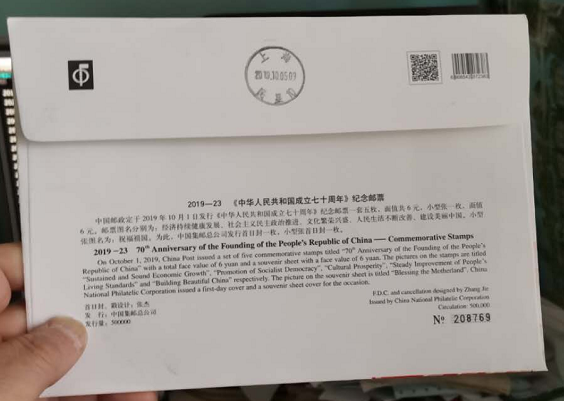 上海
2019.10.05.09
2019—23 《中华人民共和国成立七十周年》纪念邮票
中国邮政定于2019年10月1日发行《中华人民共和国成立七十周年》纪念邮票一套五枚,面值共6元,小型张一枚,面值
6元。邮票图名分别为:经济持续健康发展、社会主义民主政治推进、文化繁荣兴盛、人民生活不断改善、建设美丽中国。小型
张图名为:祝福祖国。为此,中国集邮总公司发行首日封一枚,小型张首日封一枚。
2019－23 70th Anniversary of the Founding of the People's Republic of China — Commemorative Stamps
On October 1, 2019, China Post issued a set of five commemorative stamps titled "70th Anniversary of the Founding of the People's
Republic of China" with a total face value of 6 yuan and a souvenir sheet with a face value of 6 yuan. The pictures on the stamps are titled
"Sustained and Sound Economic Growth", "Promotion of Socialist Democracy", "Cultural Prosperity", "Steady Improvement of People's
Living Standards" and "Building Beautiful China" respectively. The picture on the souvenir sheet is titled "Blessing the Motherland". China
National Philatelic Corporation issued a first-day cover and a souvenir cover for the occasion.
首日封、戳设计:张杰
发 行:中国集邮总公司
发行量:500000
F.D.C. and cancellation designed by Zhang Jie
Issued by China National Philatelic Corporation
Circulation: 500,000
№ 208769